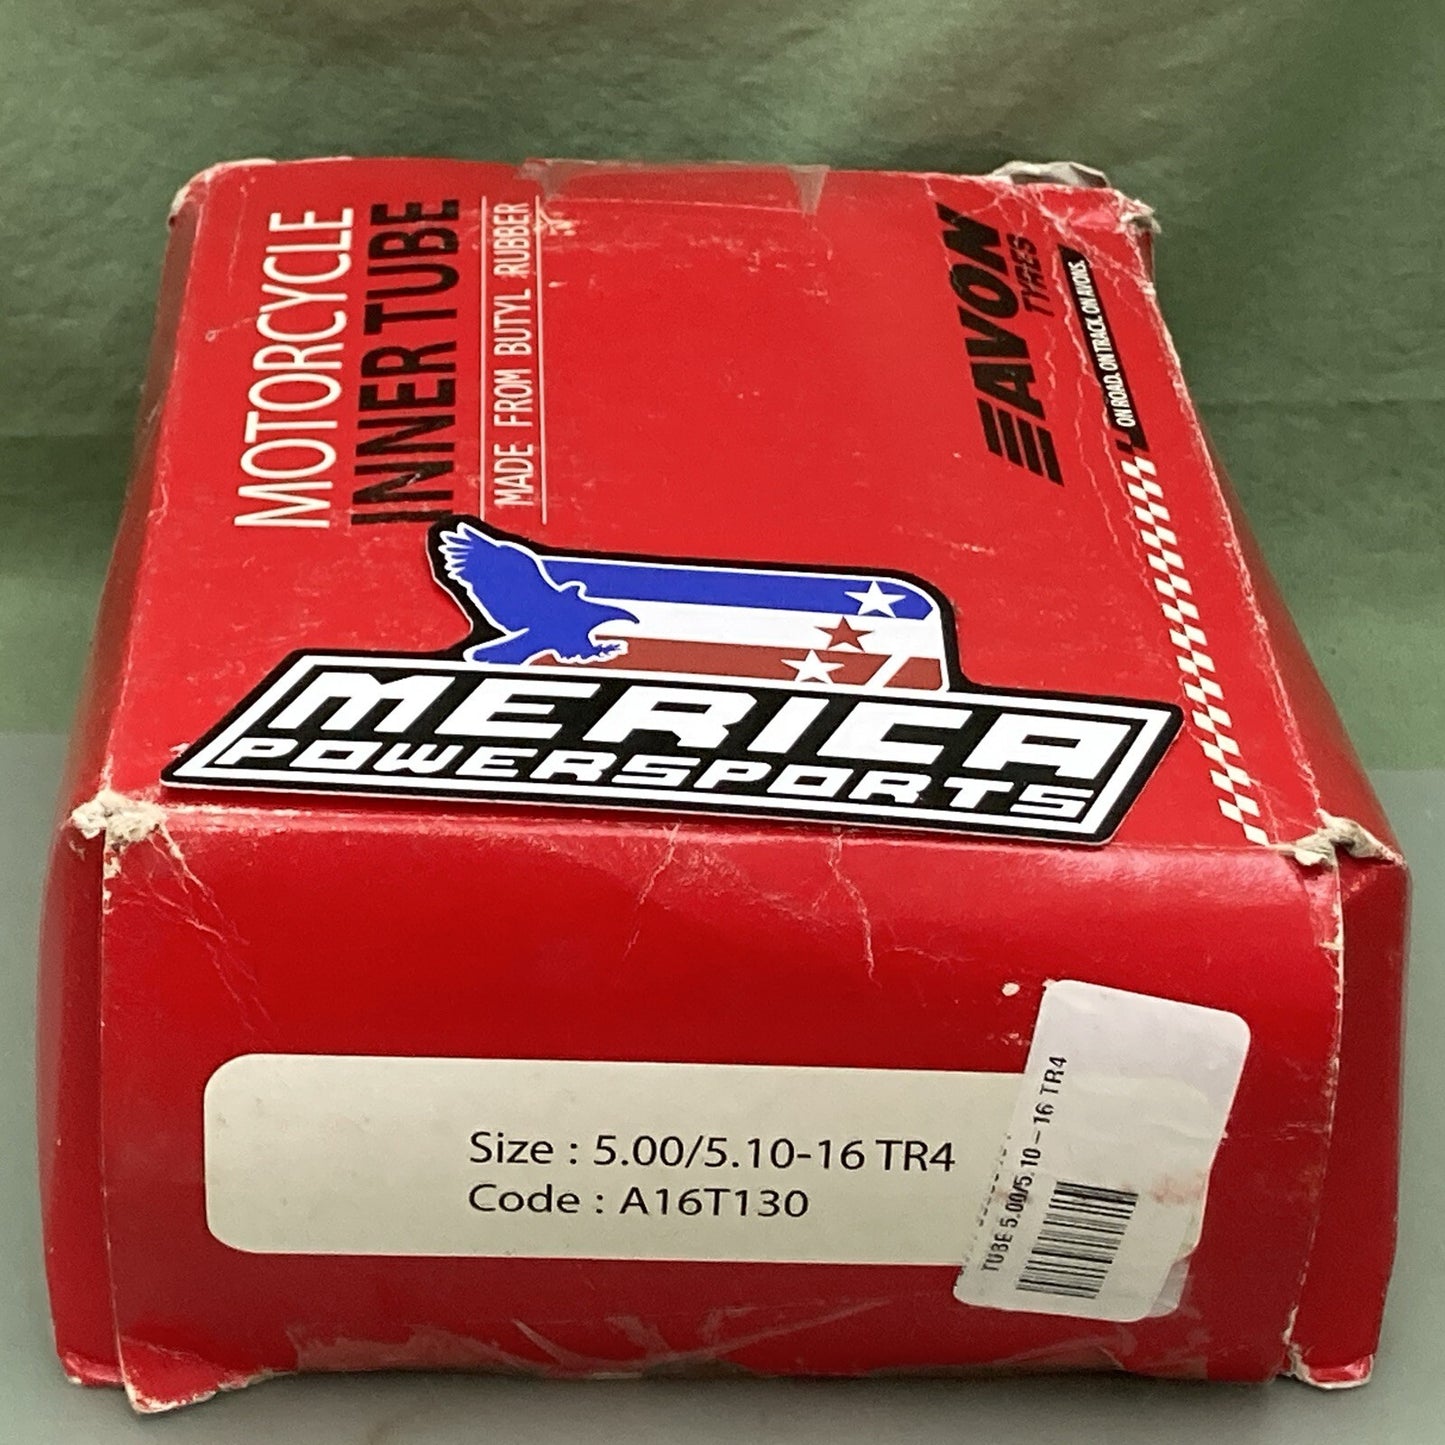 MOTORCYCLE
INNER TUBE
MADE FROM BUTYL RUBBER
AVON
TYRES
ON ROAD. ON TRACK. ON AVONS.
MERICA
POWERSPORTS
Size : 5.00/5.10-16 TR4
Code : A16T130
TUBE 5.00/5.10-16 TR4